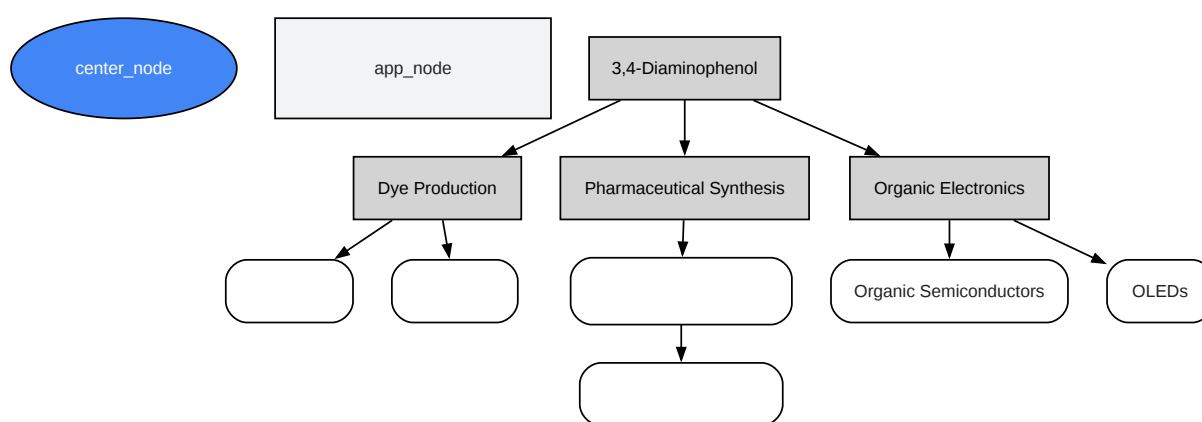 center_node
app_node
3,4-Diaminophenol
Dye Production
Pharmaceutical Synthesis
Organic Electronics
Organic Semiconductors
OLEDs